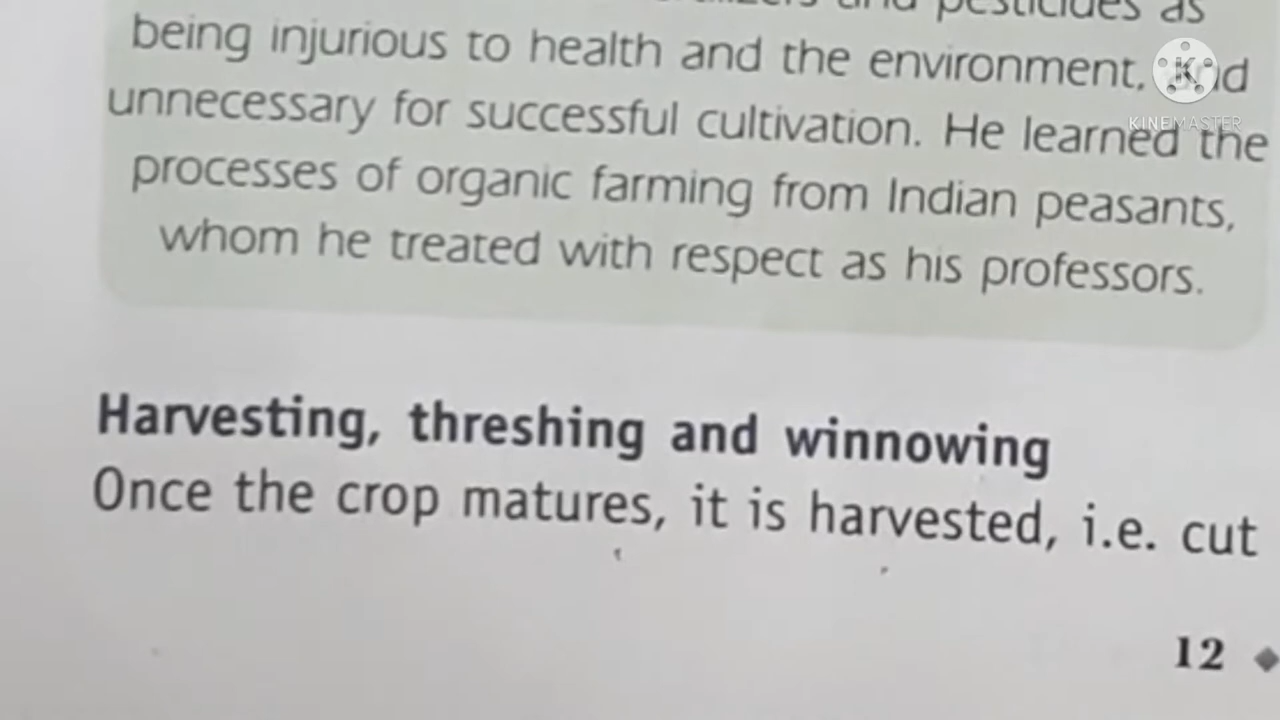 and pesticides as
being injurious to health and the environment,
unnecessary for successful cultivation. He learned the
processes of organic farming from Indian peasants,
whom he treated with respect as his professors.
Harvesting, threshing and winnowing
Once the crop matures, it is harvested, i.e. cut
12
K
KINEMASTER